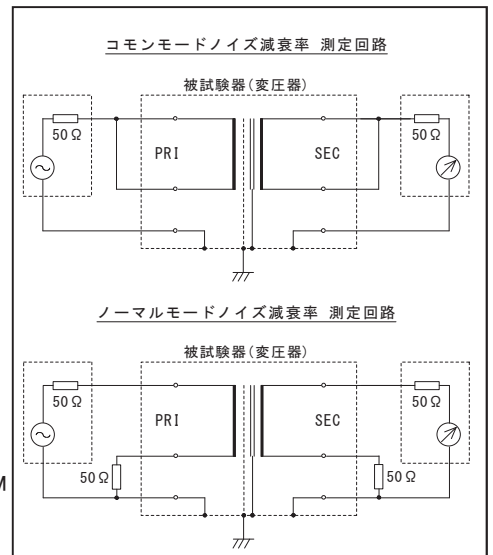 コモンモードノイズ減衰率 測定回路
被試験器(変圧器)
50Ω
PRI
SEC
50Ω
ノーマルモードノイズ減衰率 測定回路
被試験器(変圧器)
50Ω
PRI
SEC
50Ω
50Ω
50Ω
M